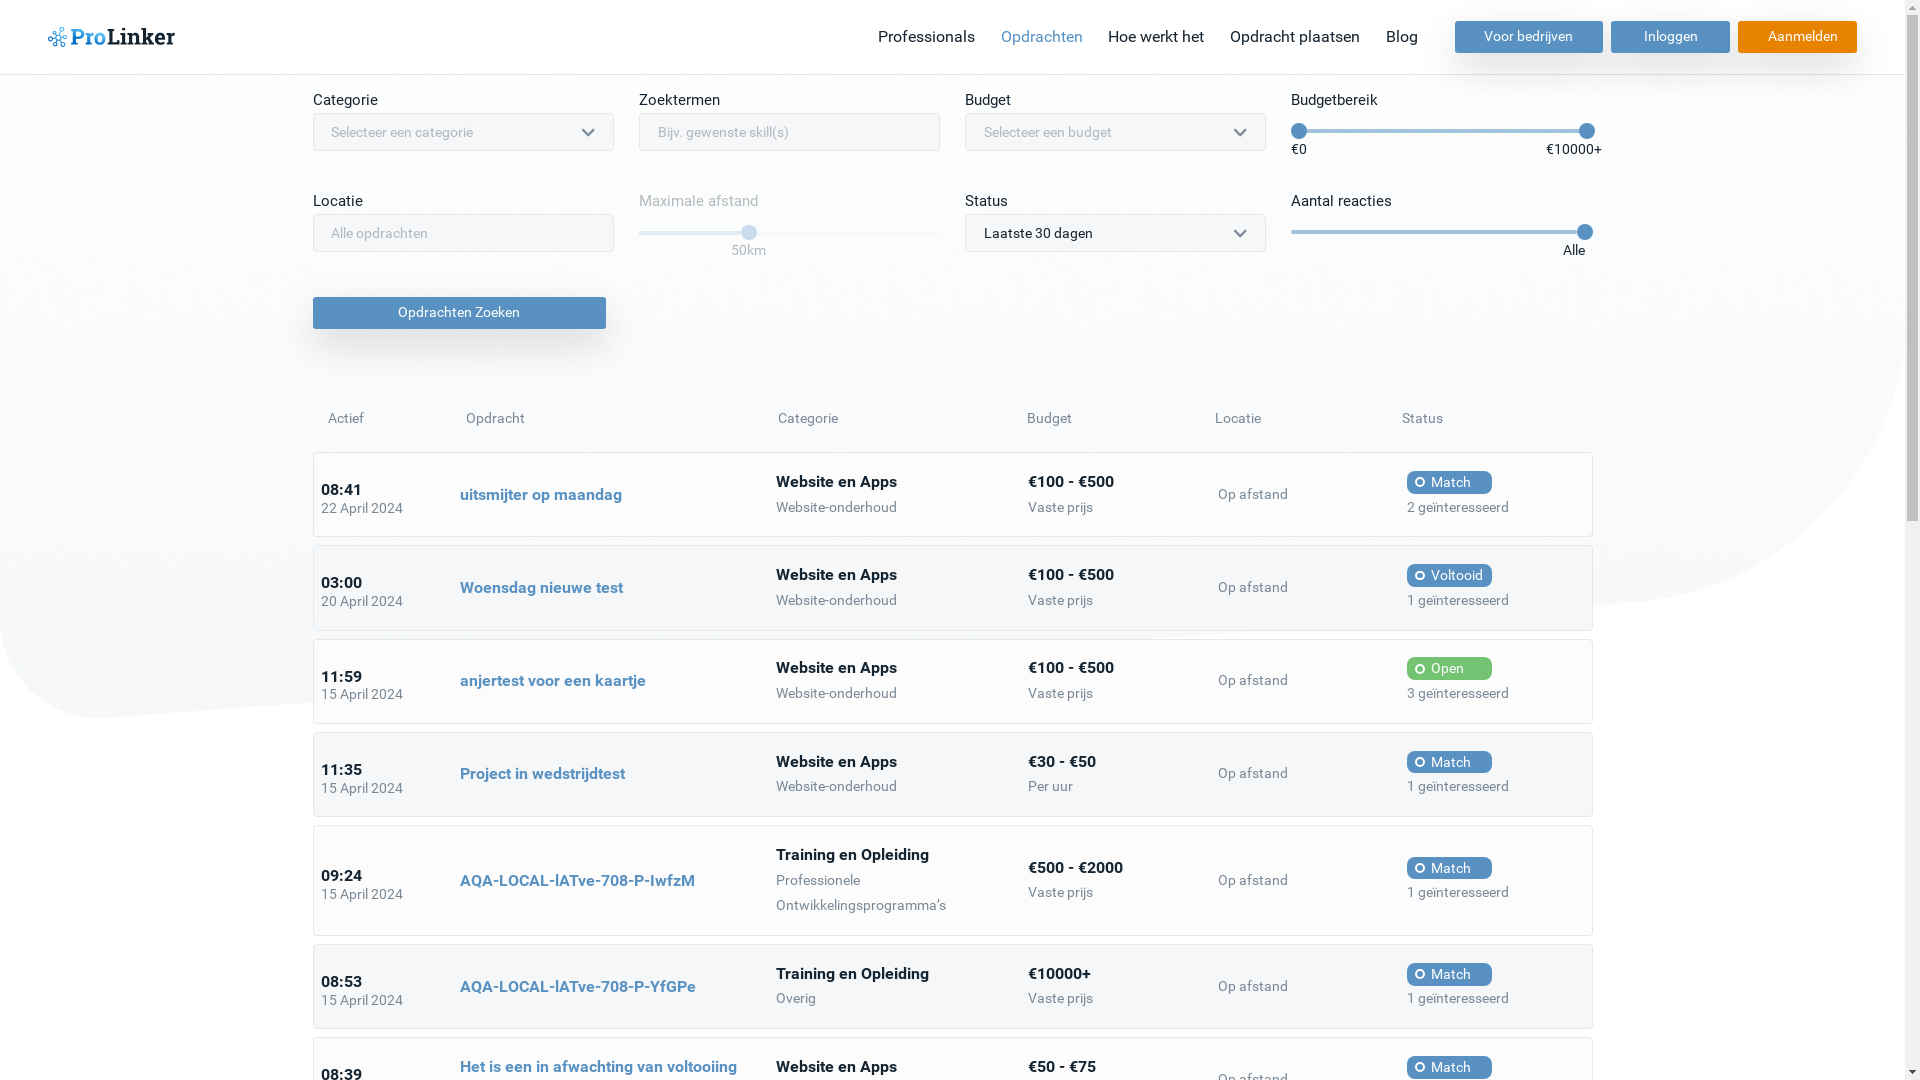 ProLinker
Professionals Opdrachten Hoe werkt het Opdracht plaatsen Blog Voor bedrijven Inloggen Aanmelden
Categorie Zoektermen Budget Budgetbereik
Selecteer een categorie Bijv. gewenste skill(s) Selecteer een budget
€0 €10000+
Locatie Maximale afstand Status Aantal reacties
Alle opdrachten Laatste 30 dagen
50km Alle
Opdrachten Zoeken
Actief Opdracht Categorie Budget Locatie Status
08:41
22 April 2024
uitsmijter op maandag
Website en Apps
Website-onderhoud
€100 - €500
Vaste prijs
Op afstand
Match
2 geïnteresseerd
03:00
20 April 2024
Woensdag nieuwe test
Website en Apps
Website-onderhoud
€100 - €500
Vaste prijs
Op afstand
Voltooid
1 geïnteresseerd
11:59
15 April 2024
anjertest voor een kaartje
Website en Apps
Website-onderhoud
€100 - €500
Vaste prijs
Op afstand
Open
3 geïnteresseerd
11:35
15 April 2024
Project in wedstrijdtest
Website en Apps
Website-onderhoud
€30 - €50
Per uur
Op afstand
Match
1 geïnteresseerd
09:24
15 April 2024
AQA-LOCAL-lATve-708-P-IwfzM
Training en Opleiding
Professionele
Ontwikkelingsprogramma’s
€500 - €2000
Vaste prijs
Op afstand
Match
1 geïnteresseerd
08:53
15 April 2024
AQA-LOCAL-lATve-708-P-YfGPe
Training en Opleiding
Overig
€10000+
Vaste prijs
Op afstand
Match
1 geïnteresseerd
08:39
Het is een in afwachting van voltooiing
Website en Apps
€50 - €75
Op afstand
Match